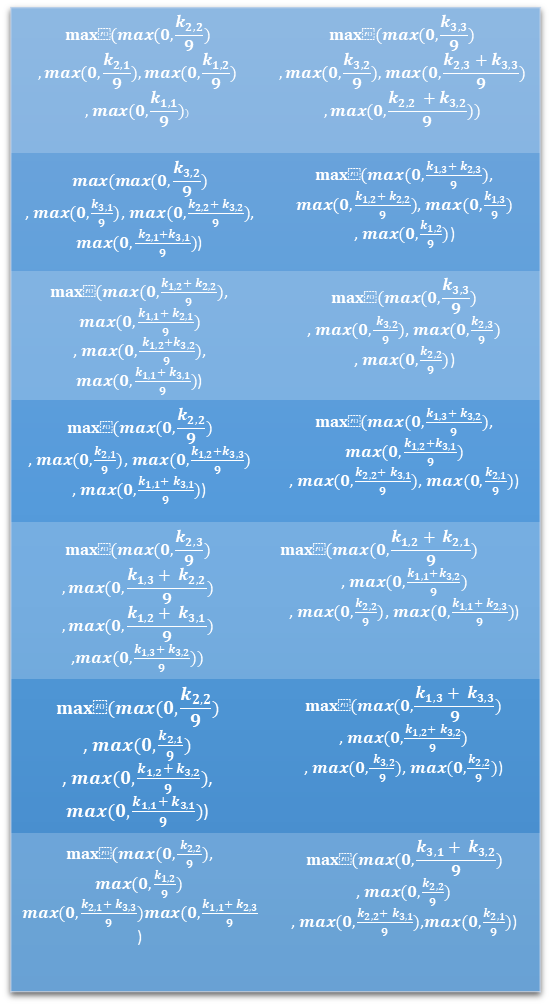 max⁡(max(0,k2,2/9)
,max(0,k2,1/9),max(0,k1,2/9)
,max(0,k1,1/9))
max⁡(max(0,k3,3/9)
,max(0,k3,2/9),max(0,k2,3 + k3,3/9)
,max(0,k2,2 + k3,2/9))
max(max(0,k3,2/9)
,max(0,k3,1/9),max(0,k2,2+ k3,2/9),
max(0,k2,1+k3,1/9))
max⁡(max(0,k1,3+ k2,3/9),
max(0,k1,2+ k2,2/9),max(0,k1,3/9)
,max(0,k1,2/9))
max⁡(max(0,k1,2+ k2,2/9),
max(0,k1,1+ k2,1/9)
,max(0,k1,2+k3,2/9),
max(0,k1,1+ k3,1/9))
max⁡(max(0,k3,3/9)
,max(0,k3,2/9),max(0,k2,3/9)
,max(0,k2,2/9))
max⁡(max(0,k2,2/9)
,max(0,k2,1/9),max(0,k1,2+k3,3/9)
,max(0,k1,1+ k3,1/9))
max⁡(max(0,k1,3+ k3,2/9),
max(0,k1,2+k3,1/9)
,max(0,k2,2+ k3,1/9),max(0,k2,1/9))
max⁡(max(0,k2,3/9)
,max(0,k1,3 + k2,2/9)
,max(0,k1,2 + k3,1/9)
,max(0,k1,3+ k3,2/9))
max⁡(max(0,k1,2 + k2,1/9)
,max(0,k1,1+k3,2/9)
,max(0,k2,2/9),max(0,k1,1+ k2,3/9))
max⁡(max(0,k2,2/9)
,max(0,k2,1/9)
,max(0,k1,2+k3,2/9),
max(0,k1,1+ k3,1/9))
max⁡(max(0,k1,3 + k3,3/9)
,max(0,k1,2+ k3,2/9)
,max(0,k3,2/9),max(0,k2,2/9))
max⁡(max(0,k2,2/9),
max(0,k1,2/9)
max(0,k2,1+ k3,3/9)max(0,k1,1+ k2,3/9
)
max⁡(max(0,k3,1 + k3,2/9)
,max(0,k2,2/9)
,max(0,k2,2+ k3,1/9),max(0,k2,1/9))